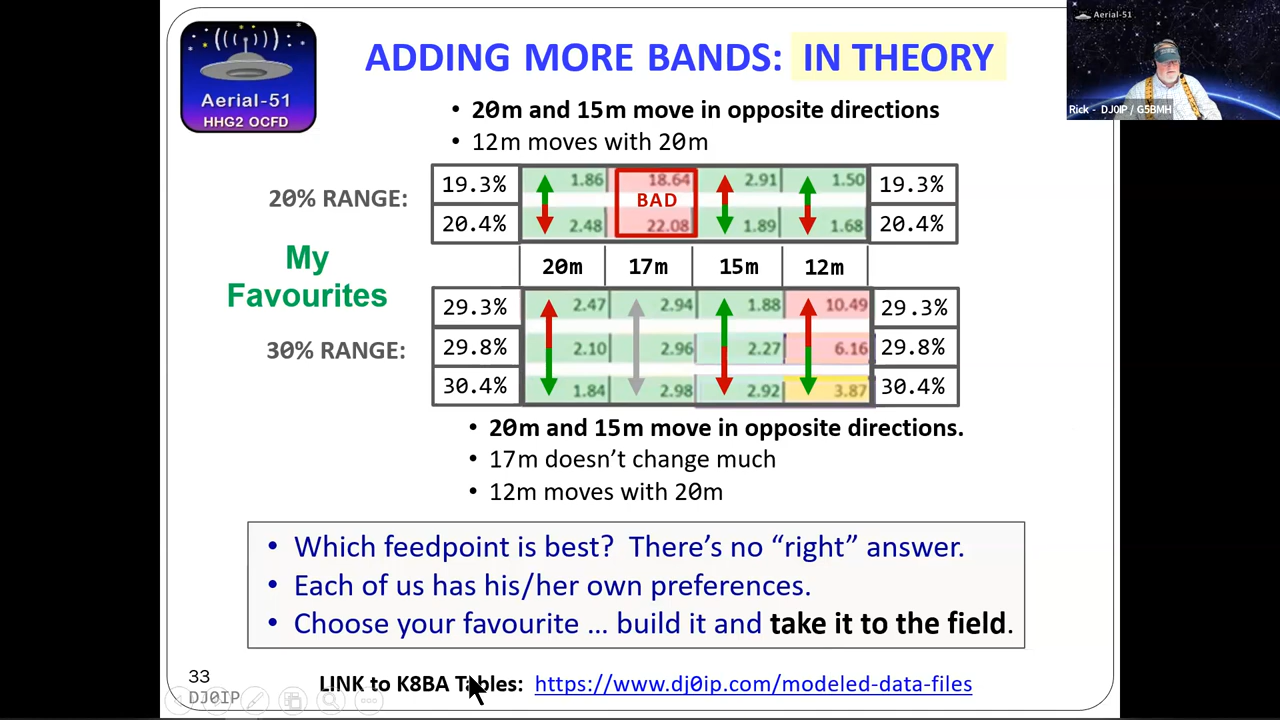 Aerial-51
HHG2 OCFD
ADDING MORE BANDS: IN THEORY
Aerial-51
Rick - DJ0IP / G5BMH
• 20m and 15m move in opposite directions
• 12m moves with 20m
20% RANGE:
19.3% 1.86 18.64 2.91 1.50 19.3%
BAD
20.4% 2.48 22.08 1.89 1.68 20.4%
My
Favourites
20m 17m 15m 12m
30% RANGE:
29.3% 2.47 2.94 1.88 10.49 29.3%
29.8% 2.10 2.96 2.27 6.16 29.8%
30.4% 1.84 2.98 2.92 3.87 30.4%
• 20m and 15m move in opposite directions.
• 17m doesn't change much
• 12m moves with 20m
• Which feedpoint is best? There's no "right" answer.
• Each of us has his/her own preferences.
• Choose your favourite … build it and take it to the field.
33
DJ0IP
LINK to K8BA Tables: https://www.dj0ip.com/modeled-data-files